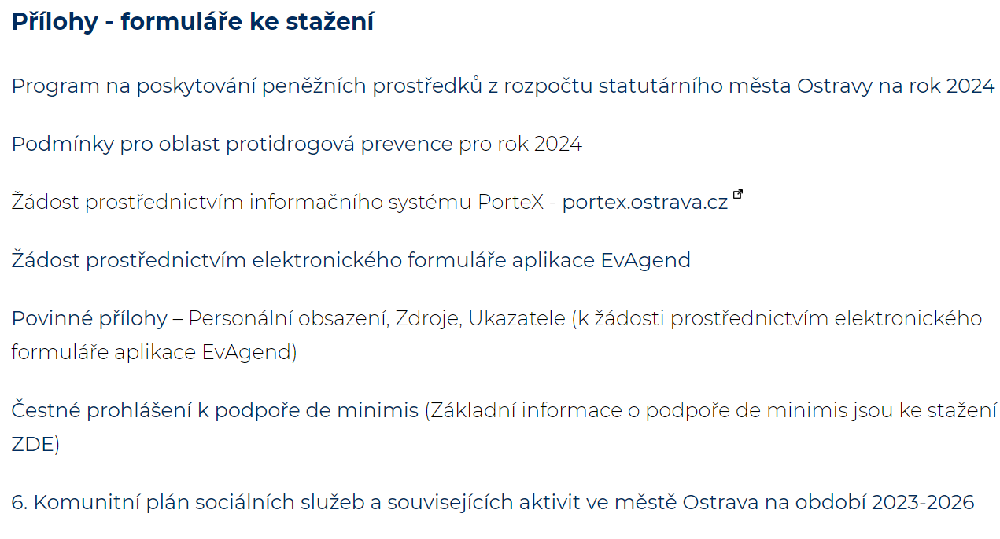 Přílohy - formuláře ke stažení
Program na poskytování peněžních prostředků z rozpočtu statutárního města Ostravy na rok 2024
Podmínky pro oblast protidrogová prevence pro rok 2024
Žádost prostřednictvím informačního systému PorteX - portex.ostrava.cz
Žádost prostřednictvím elektronického formuláře aplikace EvAgend
Povinné přílohy – Personální obsazení, Zdroje, Ukazatele (k žádosti prostřednictvím elektronického
formuláře aplikace EvAgend)
Čestné prohlášení k podpoře de minimis (Základní informace o podpoře de minimis jsou ke stažení
ZDE)
6. Komunitní plán sociálních služeb a souvisejících aktivit ve městě Ostrava na období 2023-2026